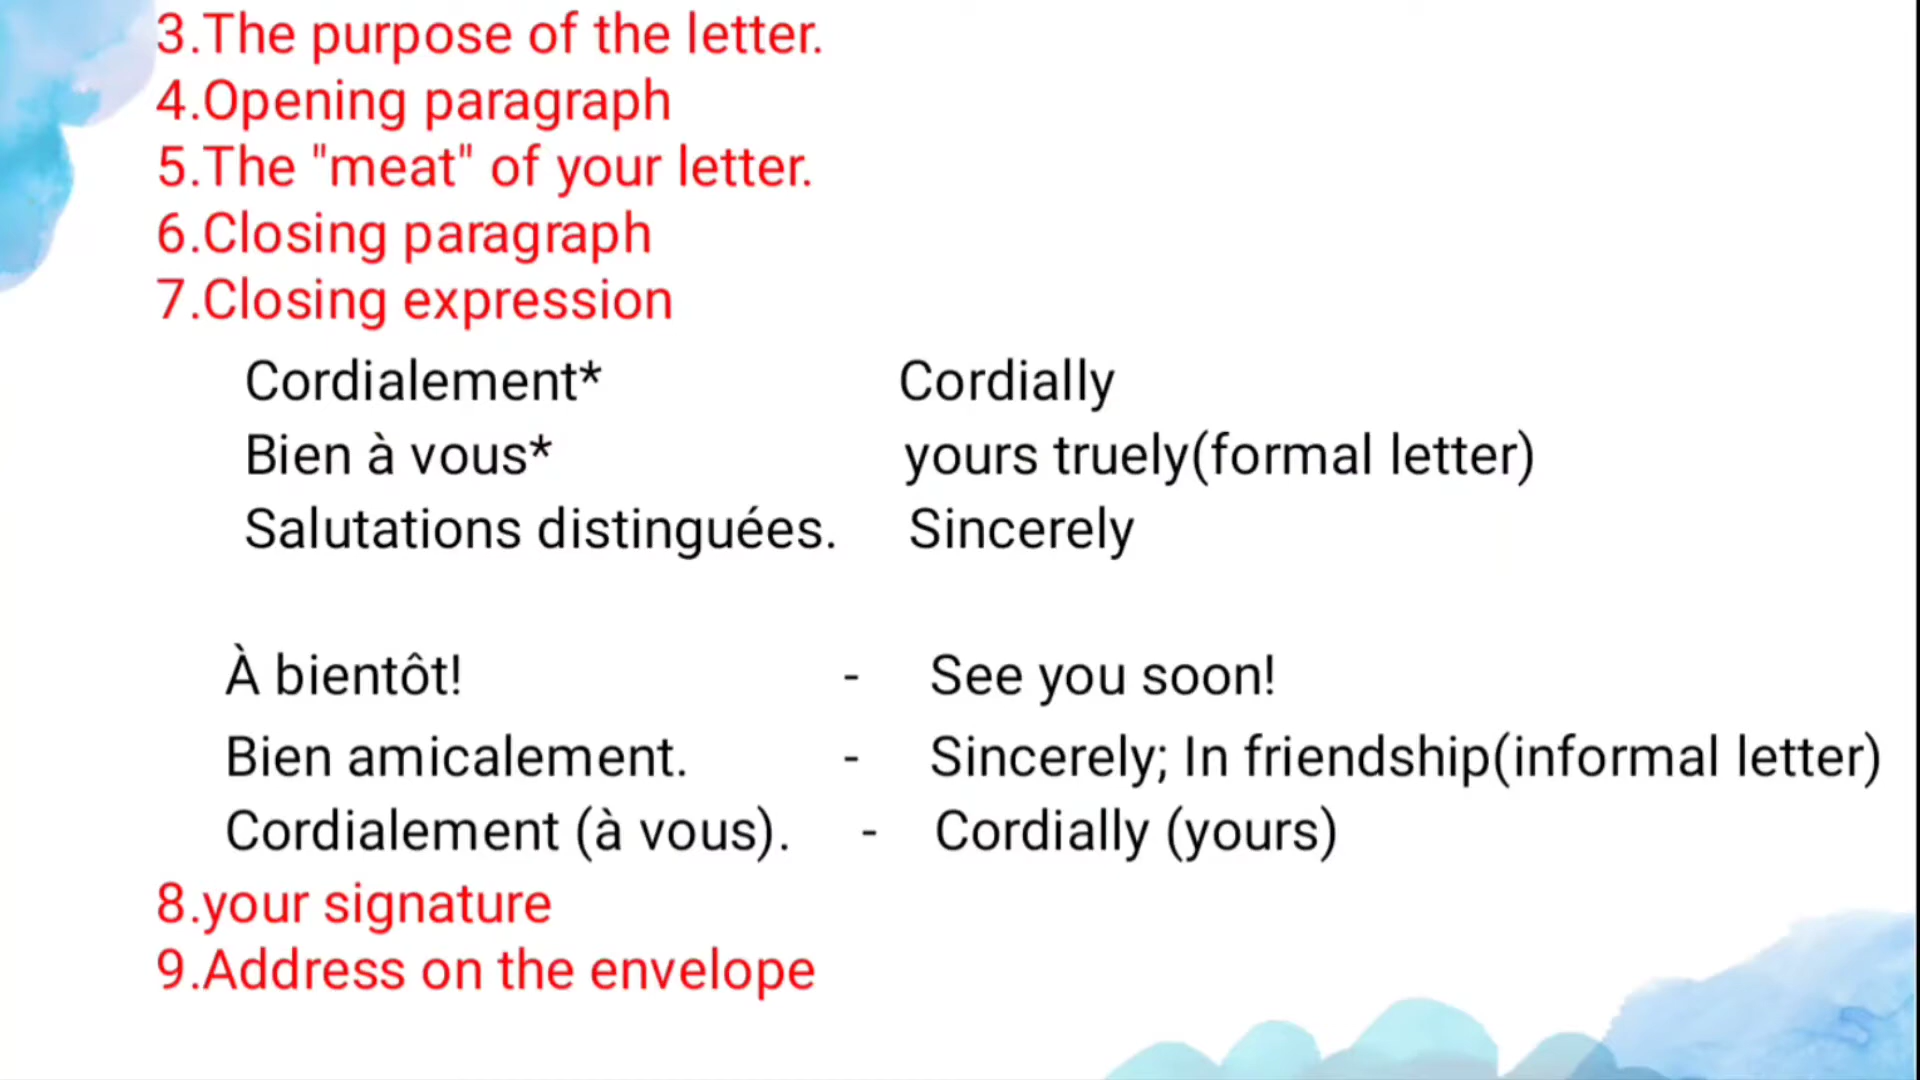 3.The purpose of the letter.
4.Opening paragraph
5.The "meat" of your letter.
6.Closing paragraph
7.Closing expression
Cordialement* Cordially
Bien à vous* yours truely(formal letter)
Salutations distinguées. Sincerely
À bientôt! - See you soon!
Bien amicalement. - Sincerely; In friendship(informal letter)
Cordialement (à vous). - Cordially (yours)
8.your signature
9.Address on the envelope